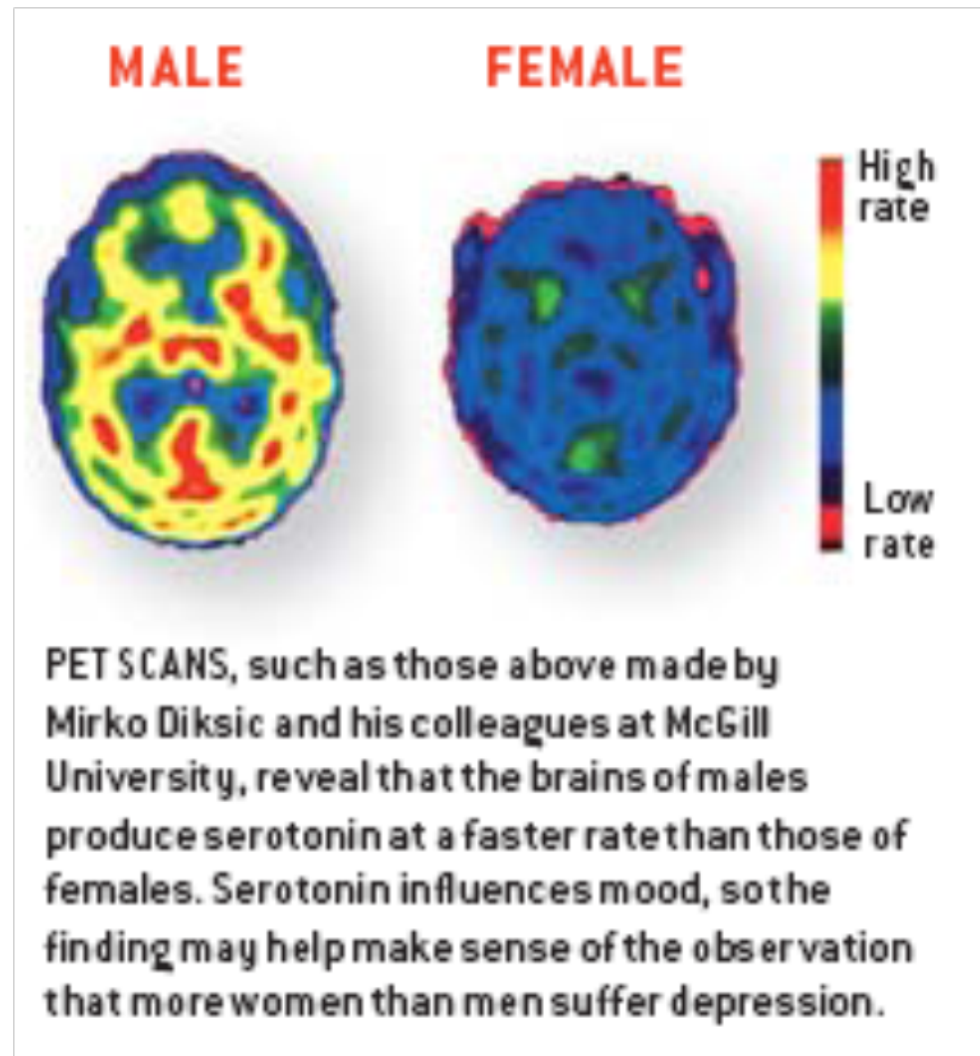 MALE FEMALE
High
rate
Low
rate
PET SCANS, such as those above made by
Mirko Diksic and his colleagues at McGill
University, reveal that the brains of males
produce serotonin at a faster rate than those of
females. Serotonin influences mood, so the
finding may help make sense of the observation
that more women than men suffer depression.